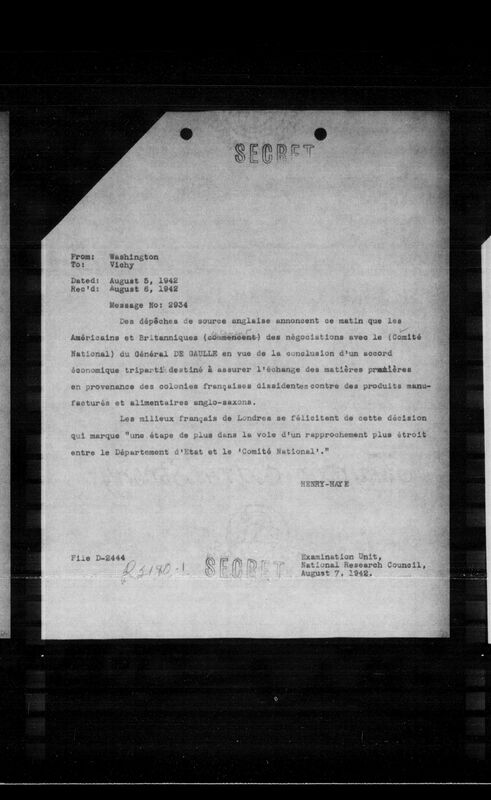 SECRET
From: Washington
To: Vichy
Dated: August 5, 1942
Rec'd: August 6, 1942
Message No: 2934
Des dépêches de source anglaise annoncent ce matin que les
Américains et Britanniques (commencent) des négociations avec le (Comité
National) du Général DE GAULLE en vue de la conclusion d'un accord
économique triparti destiné à assurer l'échange des matières premières
en provenance des colonies françaises dissidentes contre des produits manu-
facturés et alimentaires anglo-saxons.
Les milieux français de Londres se félicitent de cette décision
qui marque "une étape de plus dans la voie d'un rapprochement plus étroit
entre le Département d'Etat et le 'Comité National'."
HENRY-HAYE
File D-2444
SECRET
Examination Unit,
National Research Council,
August 7, 1942.